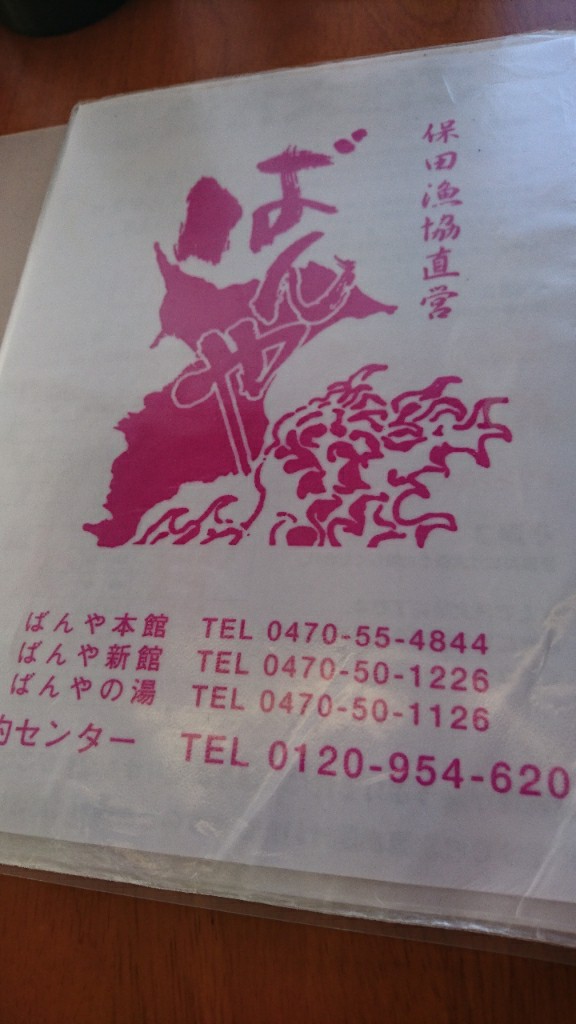 保田漁協直営
ばんや
ばんや本館 TEL 0470-55-4844
ばんや新館 TEL 0470-50-1226
ばんやの湯 TEL 0470-50-1126
約センター TEL 0120-954-620